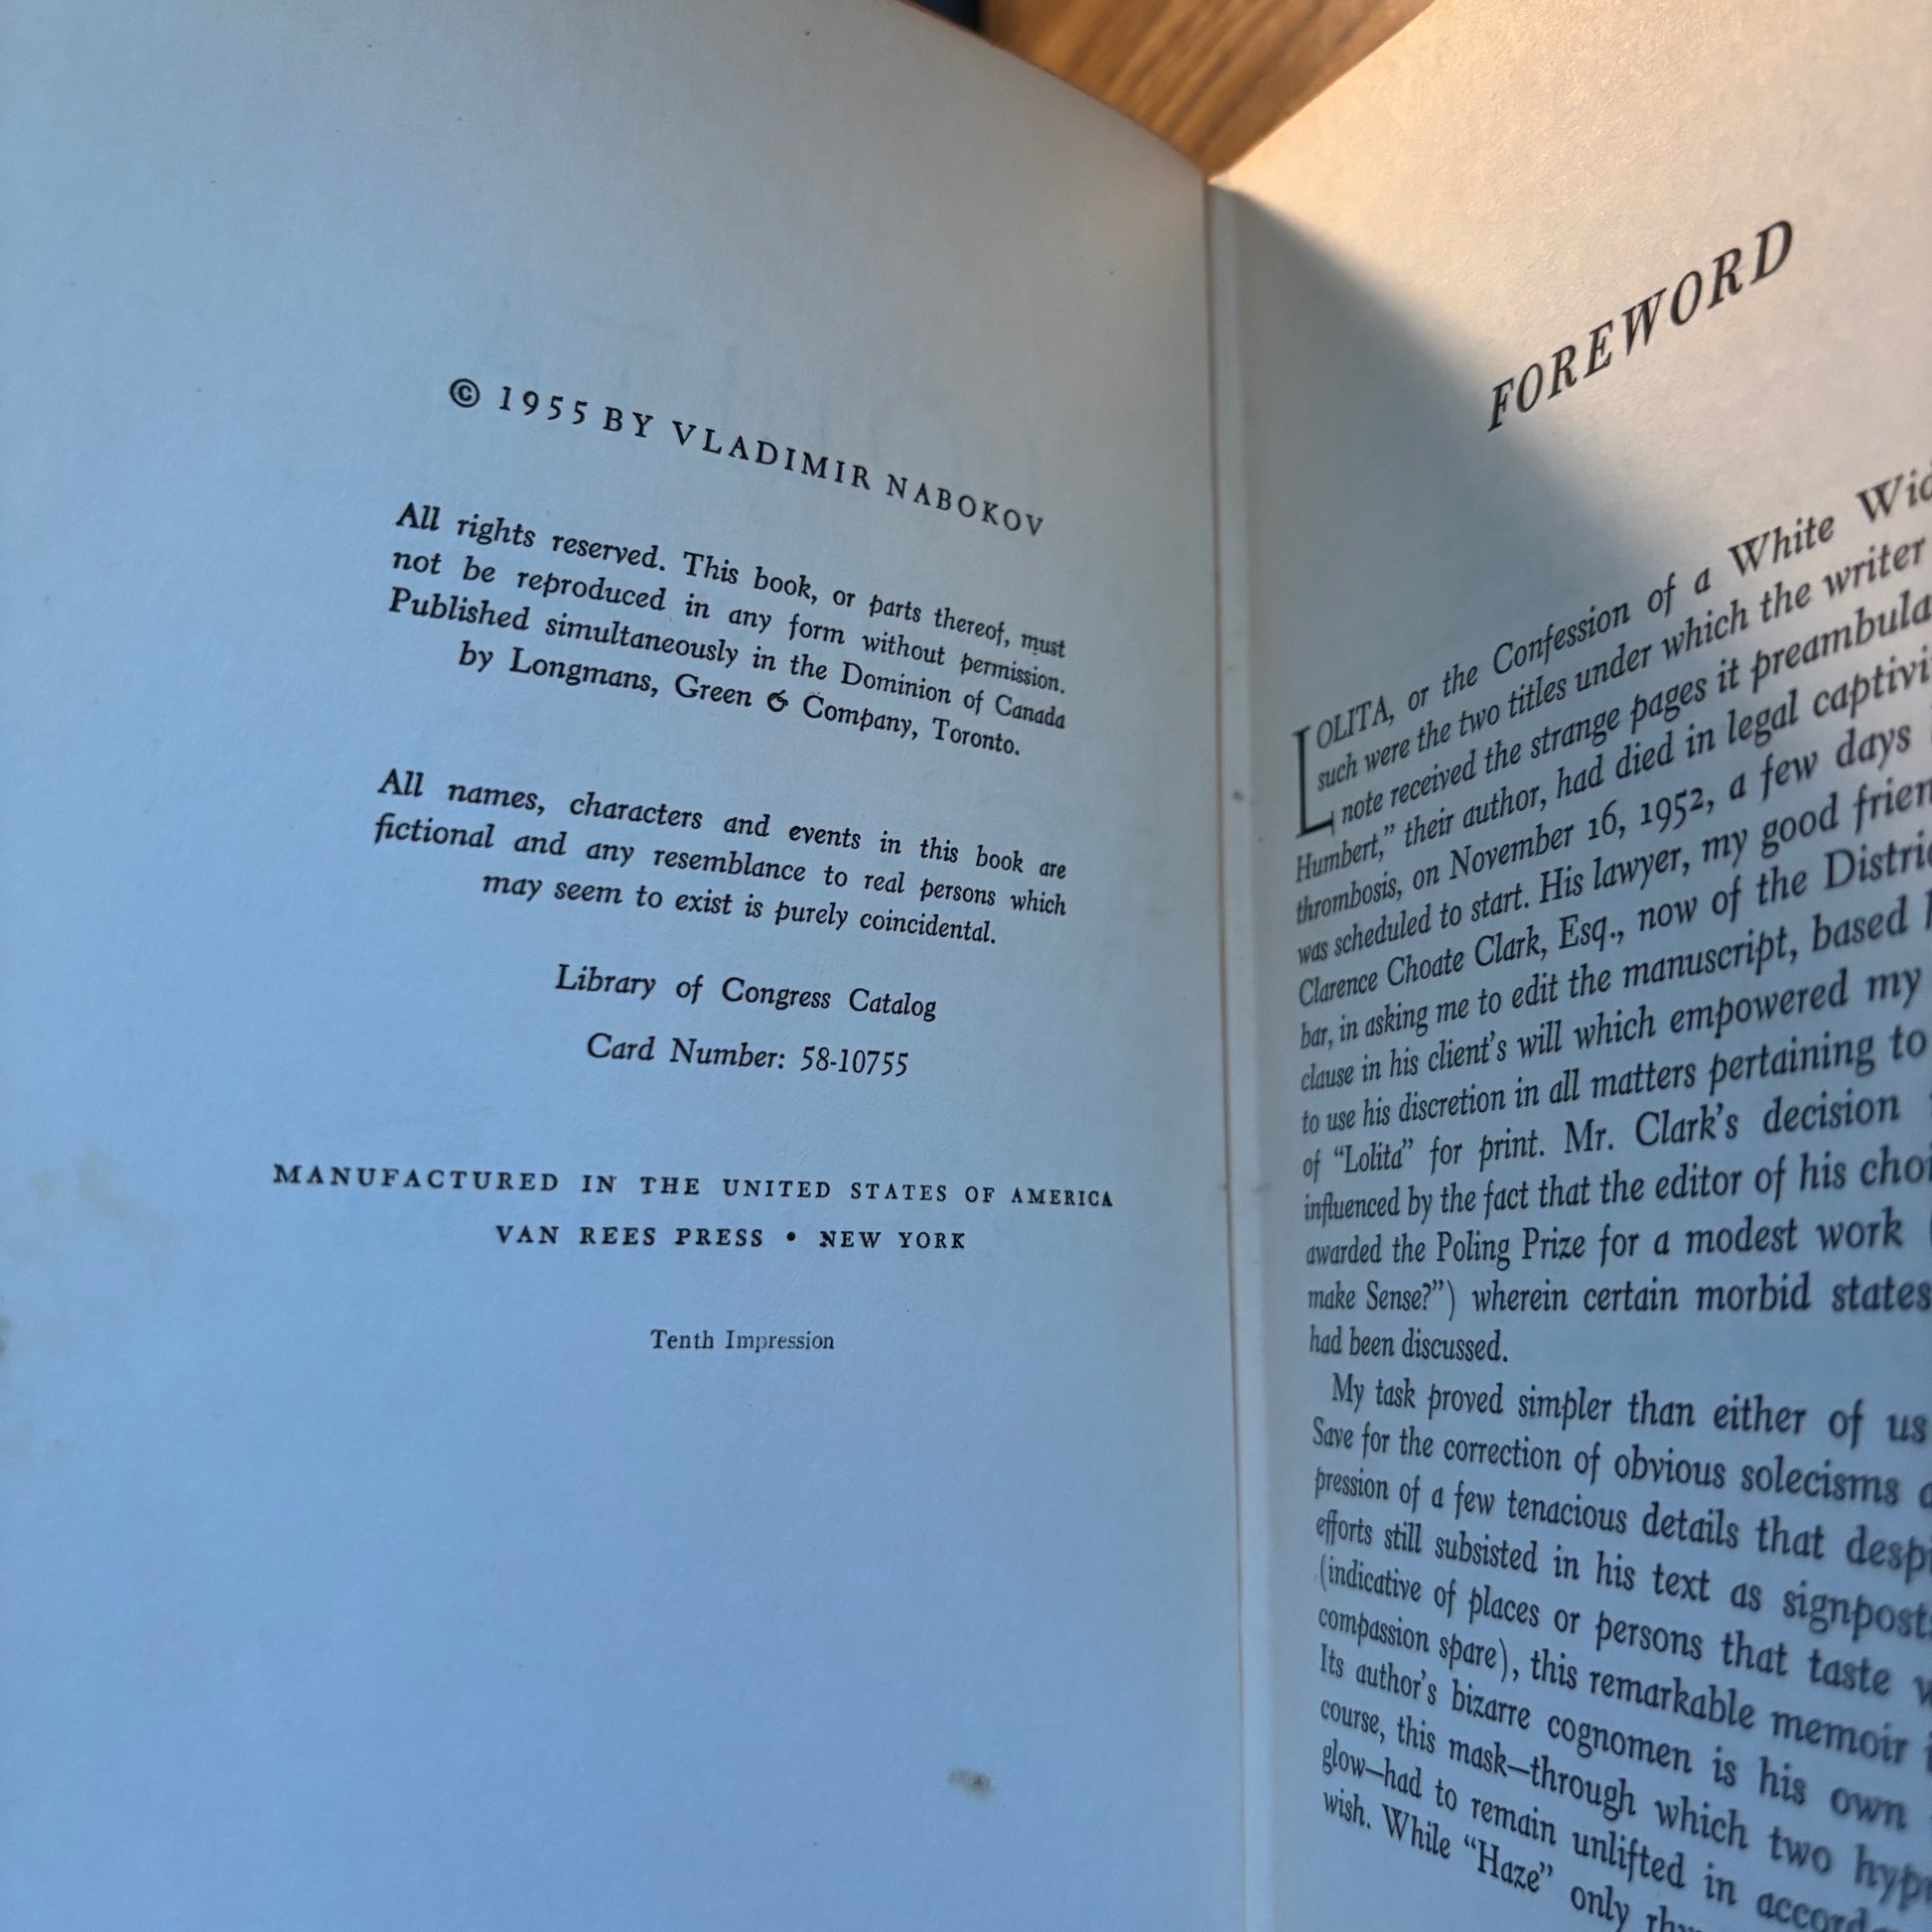 © 1955 BY VLADIMIR NABOKOV
All rights reserved. This book, or parts thereof, must
not be reproduced in any form without permission.
Published simultaneously in the Dominion of Canada
by Longmans, Green & Company, Toronto.
All names, characters and events in this book are
fictional and any resemblance to real persons which
may seem to exist is purely coincidental.
Library of Congress Catalog
Card Number: 58-10755
MANUFACTURED IN THE UNITED STATES OF AMERICA
VAN REES PRESS • NEW YORK
Tenth Impression
FOREWORD
LOLITA, or the Confession of a White
such were the two titles under which the writer
note received the strange pages it
Humbert,” their author, had died in legal
thrombosis, on November 16, 1952, a few days
was scheduled to start. His lawyer, my good
Clarence Choate Clark, Esq., now of the
bar, in asking me to edit the manuscript, based
clause in his client’s will which empowered my
to use his discretion in all matters pertaining to
of “Lolita” for print. Mr. Clark’s decision
influenced by the fact that the editor of his
awarded the Poling Prize for a modest work
make Sense?”) wherein certain morbid states
had been discussed.
My task proved simpler than either of us
Save for the correction of obvious solecisms
pression of a few tenacious details that
efforts still subsisted in his text as
(indicative of places or persons that taste
compassion spare), this remarkable memoir
Its author’s bizarre cognomen is his own
course, this mask—through which two
glow—had to remain unlifted in
wish. While “Haze” only